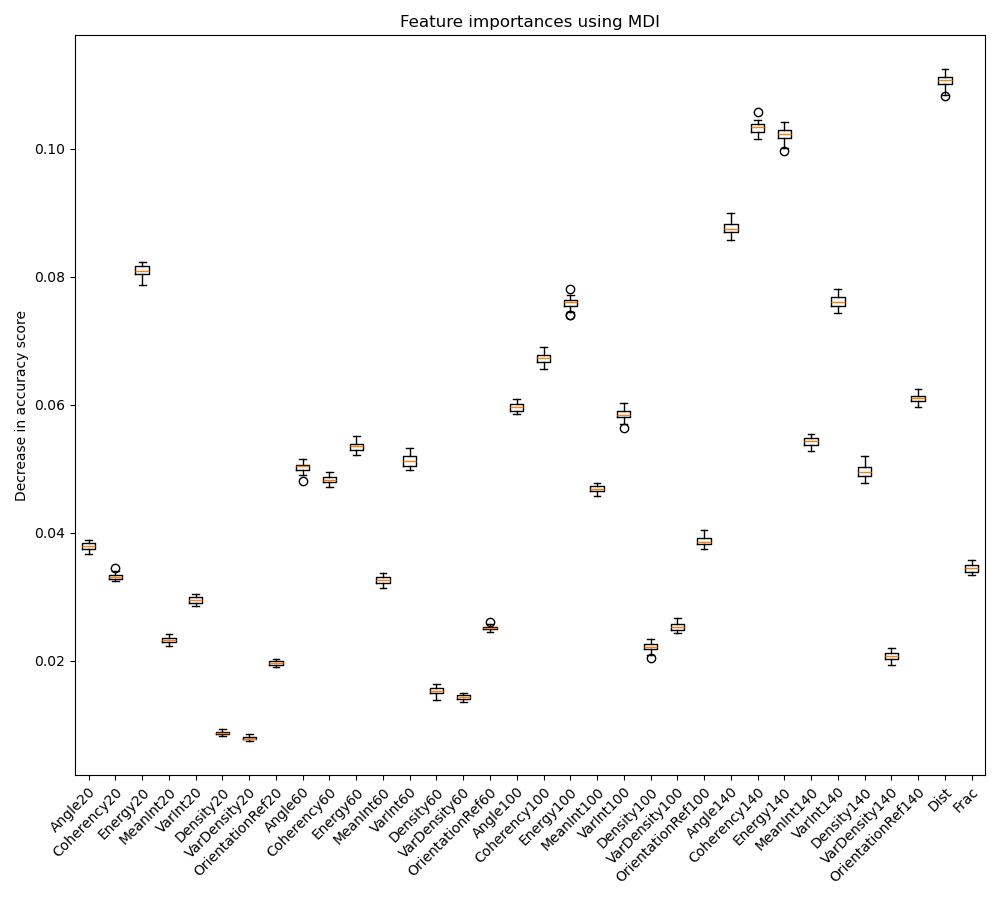 Feature importances using MDI
Decrease in accuracy score
0.10
0.08
0.06
0.04
0.02
Angle20
Coherency20
Energy20
MeanInt20
VarInt20
Density20
VarDensity20
OrientationRef20
Angle60
Coherency60
Energy60
MeanInt60
VarInt60
Density60
VarDensity60
OrientationRef60
Angle100
Coherency100
Energy100
MeanInt100
VarInt100
Density100
VarDensity100
OrientationRef100
Angle140
Coherency140
Energy140
MeanInt140
VarInt140
Density140
VarDensity140
OrientationRef140
Dist
Frac